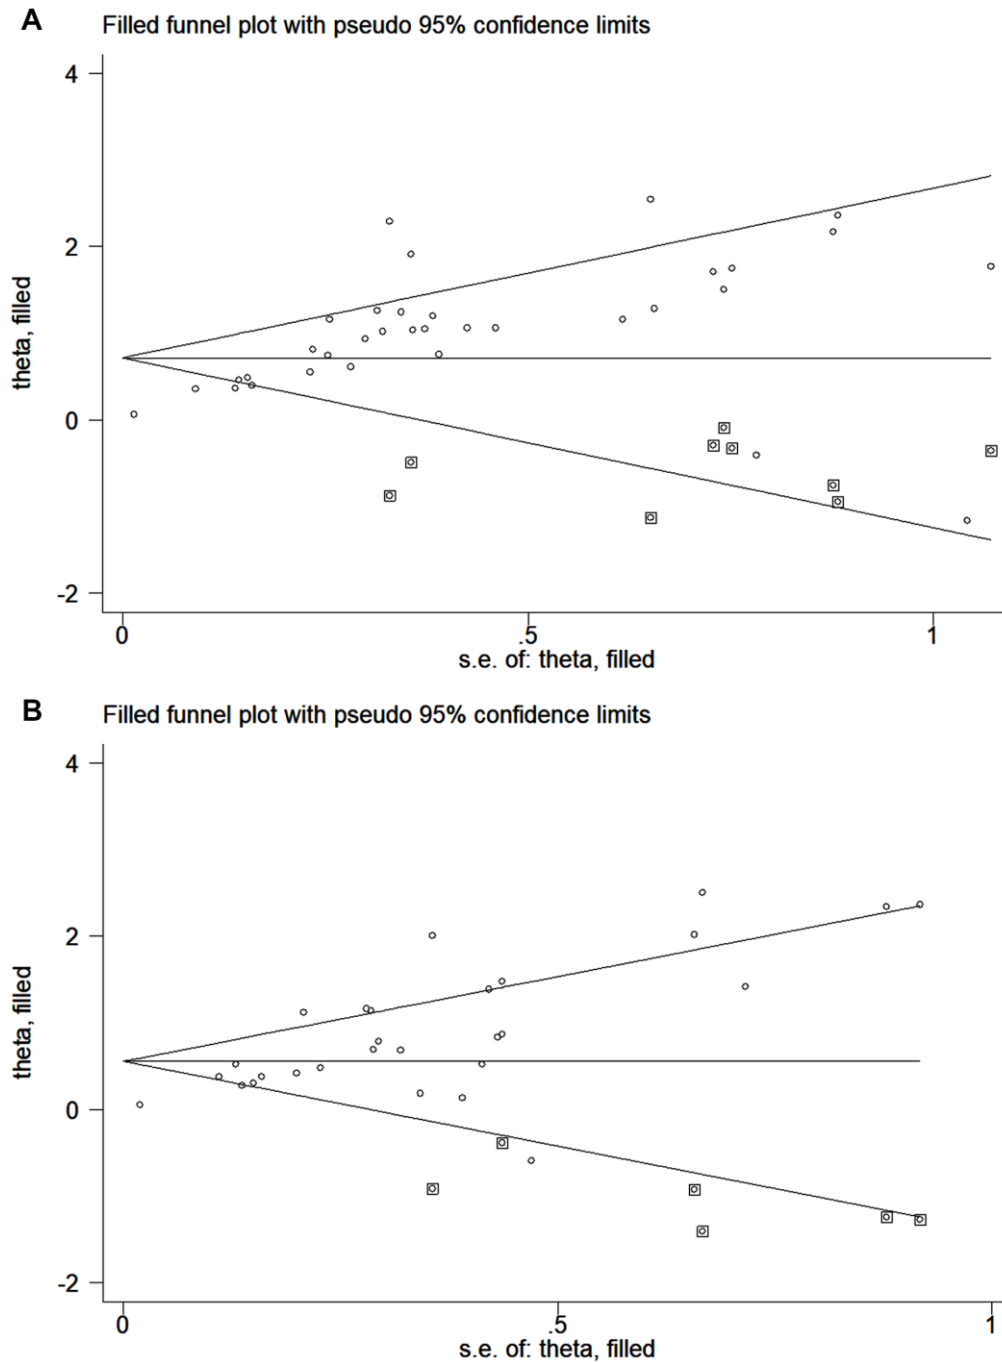 A
Filled funnel plot with pseudo 95% confidence limits
theta, filled
4
2
0
-2
0
.5
1
s.e. of: theta, filled
B
Filled funnel plot with pseudo 95% confidence limits
theta, filled
4
2
0
-2
0
.5
1
s.e. of: theta, filled